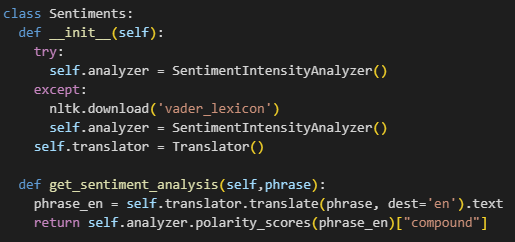 class Sentiments:
  def __init__(self):
    try:
      self.analyzer = SentimentIntensityAnalyzer()
    except:
      nltk.download('vader_lexicon')
      self.analyzer = SentimentIntensityAnalyzer()
    self.translator = Translator()

  def get_sentiment_analysis(self,phrase):
    phrase_en = self.translator.translate(phrase, dest='en').text
    return self.analyzer.polarity_scores(phrase_en)["compound"]